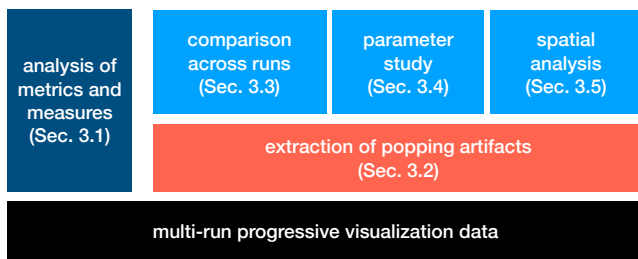 analysis of
metrics and
measures
(Sec. 3.1)
comparison
across runs
(Sec. 3.3)
parameter
study
(Sec. 3.4)
spatial
analysis
(Sec. 3.5)
extraction of popping artifacts
(Sec. 3.2)
multi-run progressive visualization data